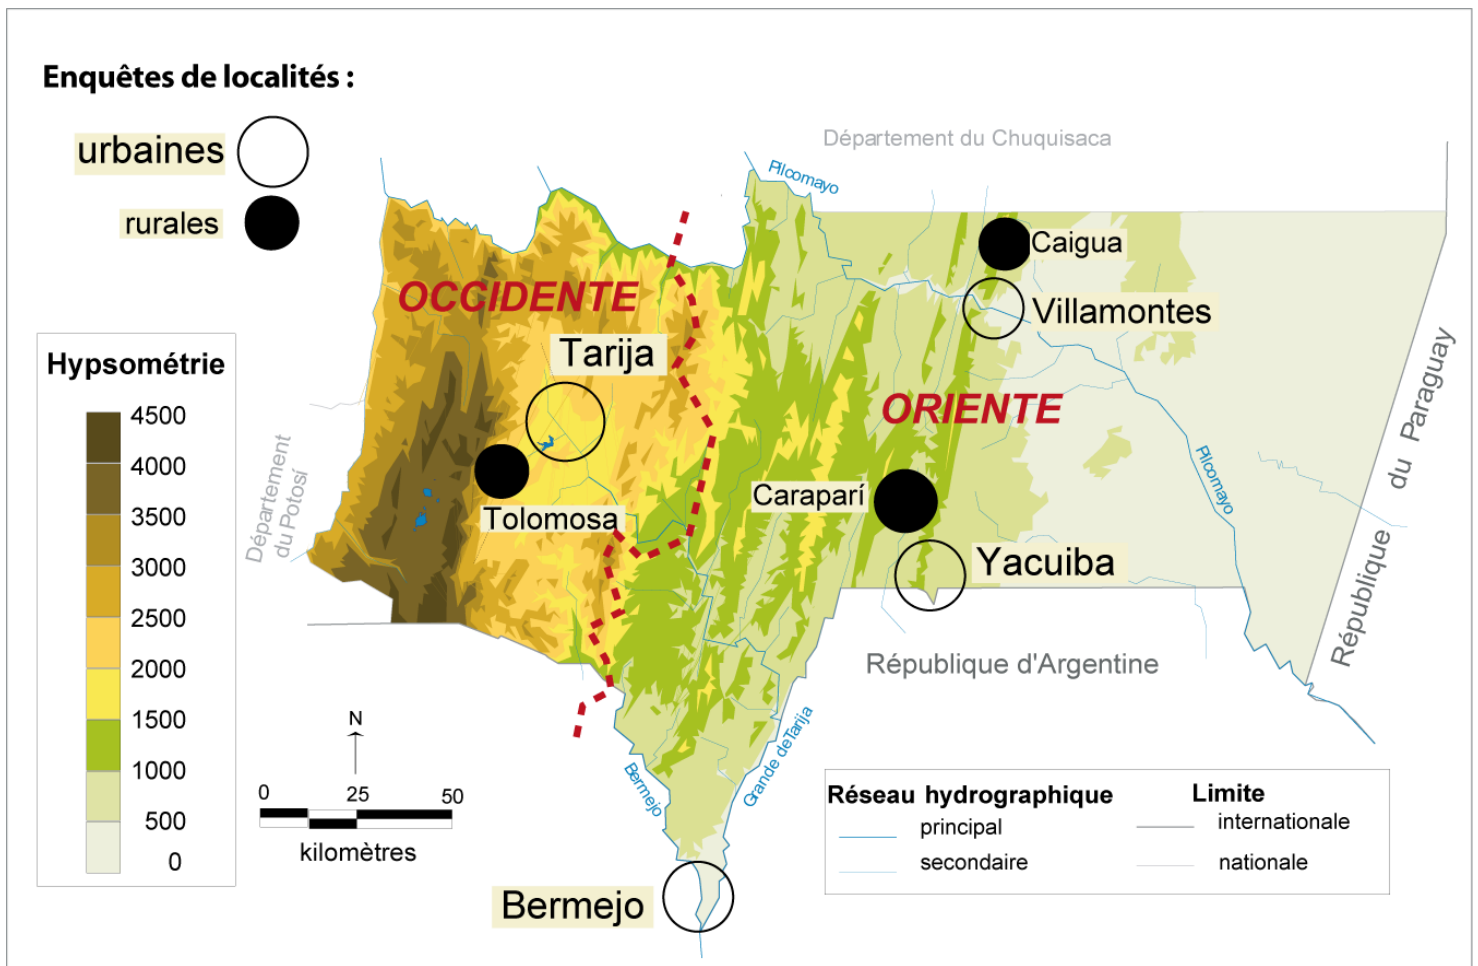 Enquêtes de localités :
urbaines
rurales
Département du Chuquisaca
Pilcomayo
Caigua
Villamontes
OCCIDENTE
Tarija
ORIENTE
Hypsométrie
4500
4000
3500
3000
2500
2000
1500
1000
500
0
Département
du Potosí
Tolomosa
Caraparí
Yacuiba
Pilcomayo
République du Paraguay
République d'Argentine
N
0 25 50
kilomètres
Bermejo
Grande de Tarija
Bermejo
Réseau hydrographique
principal
secondaire
Limite
internationale
nationale